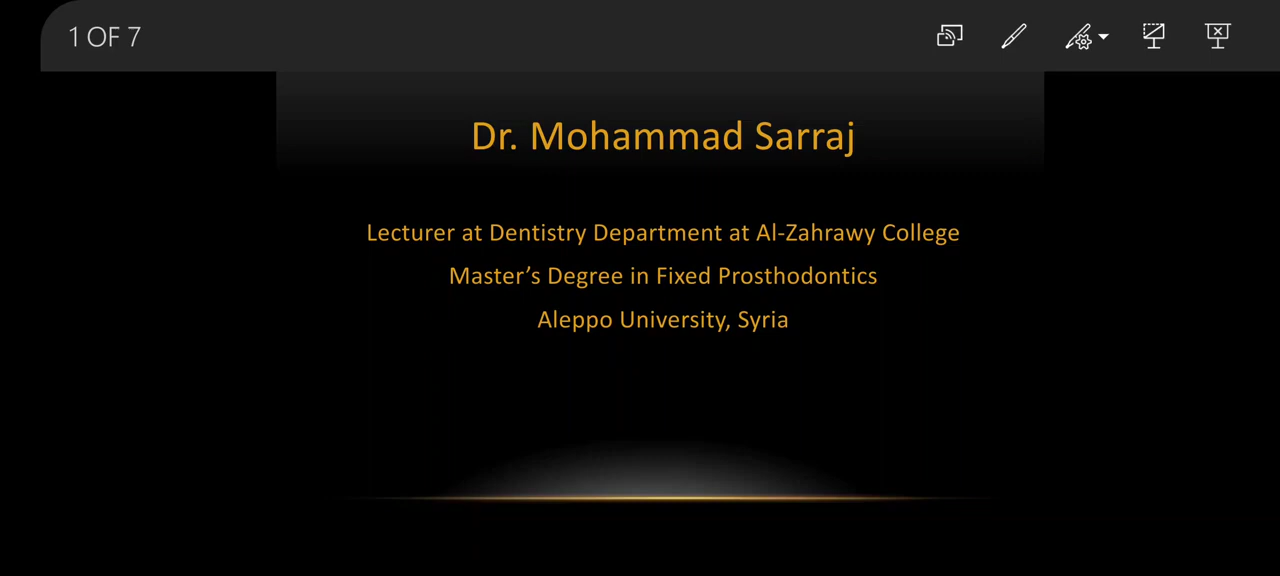 1 OF 7
Dr. Mohammad Sarraj
Lecturer at Dentistry Department at Al-Zahrawy College
Master’s Degree in Fixed Prosthodontics
Aleppo University, Syria